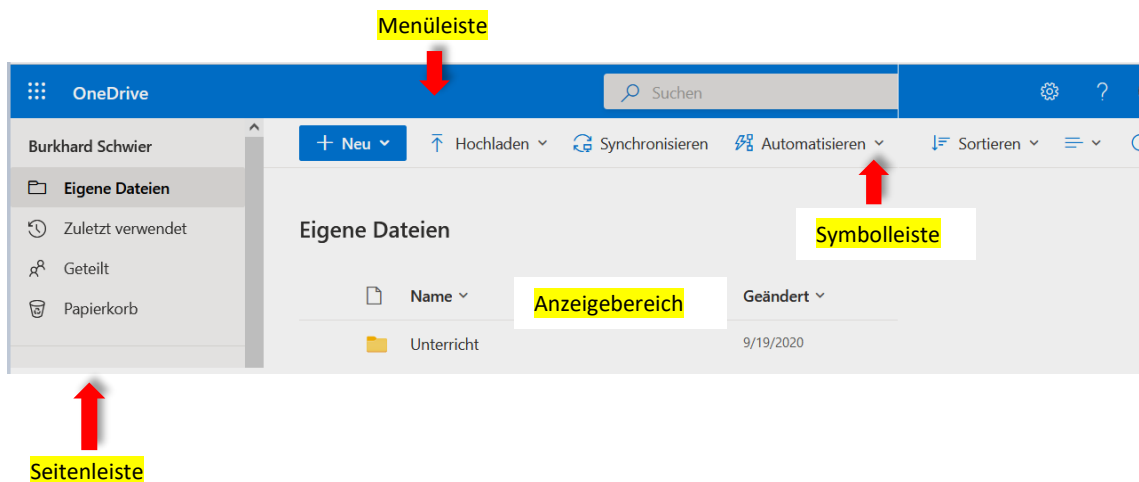 Menüleiste
OneDrive
Suchen
?
Burkhard Schwier
Neu
Hochladen
Synchronisieren
Automatisieren
Sortieren
Eigene Dateien
Zuletzt verwendet
Geteilt
Papierkorb
Eigene Dateien
Symbolleiste
Name
Anzeigebereich
Geändert
Unterricht
9/19/2020
Seitenleiste